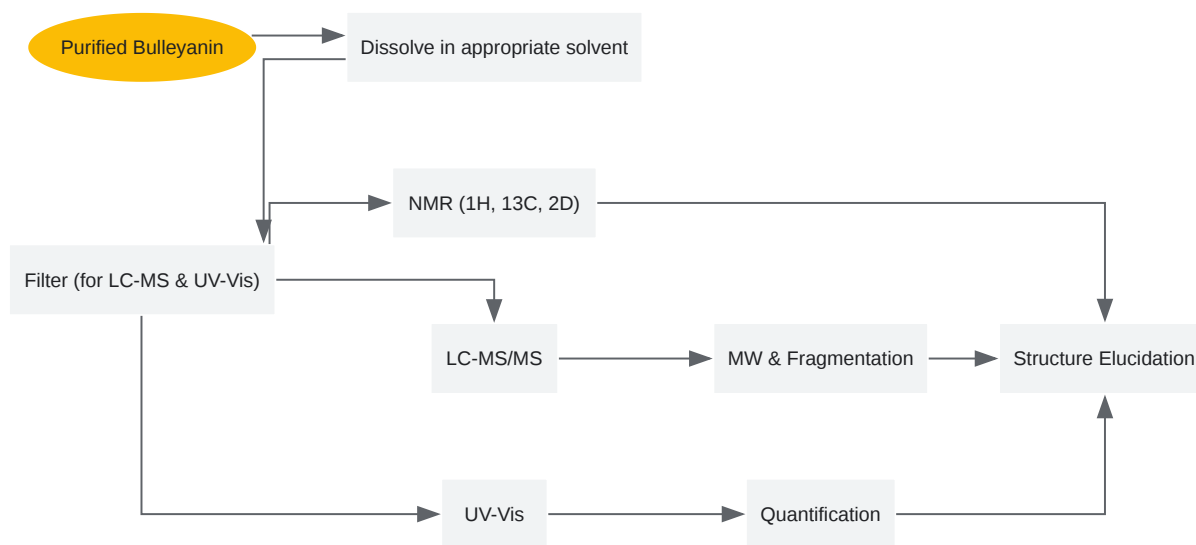 Purified Bulleyanin
Dissolve in appropriate solvent
NMR (1H, 13C, 2D)
Filter (for LC-MS & UV-Vis)
LC-MS/MS
MW & Fragmentation
Structure Elucidation
UV-Vis
Quantification